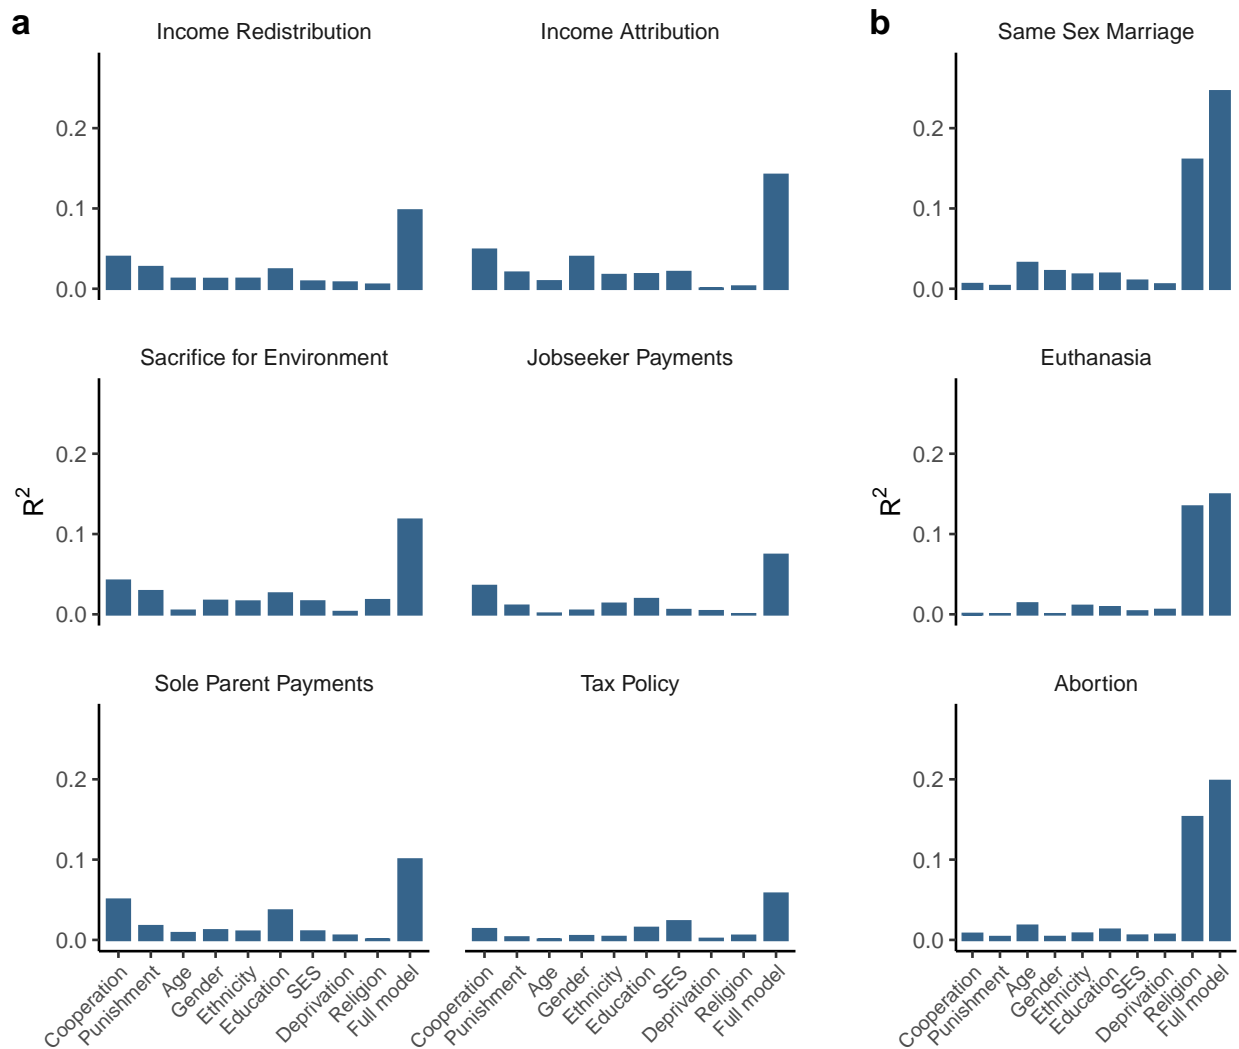 a
Income Redistribution
Income Attribution
b
Same Sex Marriage
0.2
0.1
0.0
0.2
0.1
0.0
Sacrifice for Environment
Jobseeker Payments
Euthanasia
R²
0.2
0.1
0.0
R²
0.2
0.1
0.0
Sole Parent Payments
Tax Policy
Abortion
0.2
0.1
0.0
0.2
0.1
0.0
Cooperation
Punishment
Age
Gender
Ethnicity
Education
SES
Deprivation
Religion
Full model
Cooperation
Punishment
Age
Gender
Ethnicity
Education
SES
Deprivation
Religion
Full model
Cooperation
Punishment
Age
Gender
Ethnicity
Education
SES
Deprivation
Religion
Full model